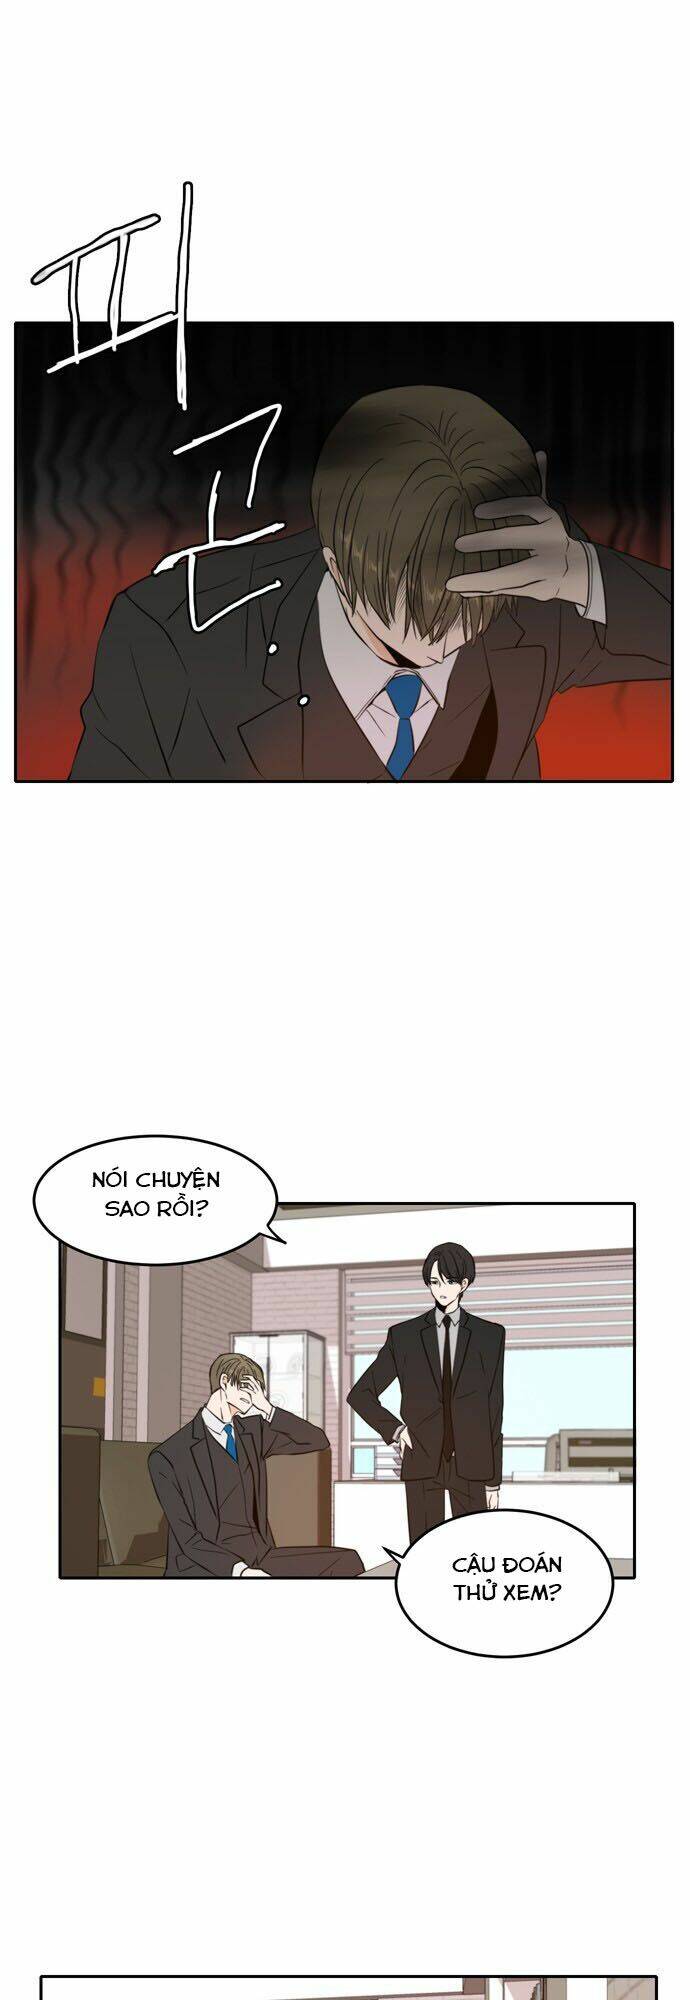 피
곤..
NÓI CHUYỆN
SAO RỒI?
CẬU ĐOÁN
THỬ XEM?